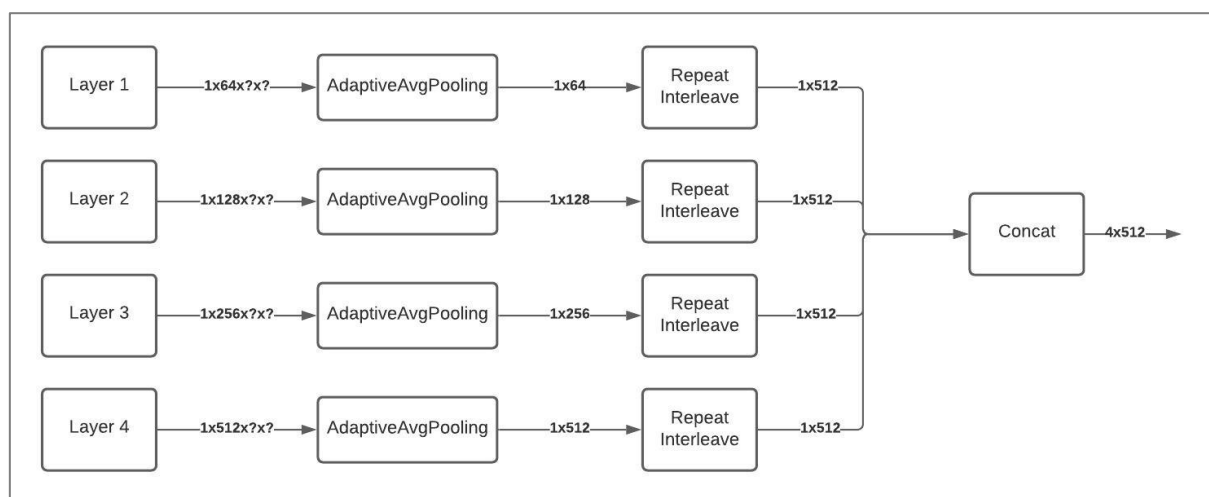 Layer 1
1x64x?x?
AdaptiveAvgPooling
1x64
Repeat
Interleave
1x512
Layer 2
1x128x?x?
AdaptiveAvgPooling
1x128
Repeat
Interleave
1x512
Concat
4x512
Layer 3
1x256x?x?
AdaptiveAvgPooling
1x256
Repeat
Interleave
1x512
Layer 4
1x512x?x?
AdaptiveAvgPooling
1x512
Repeat
Interleave
1x512